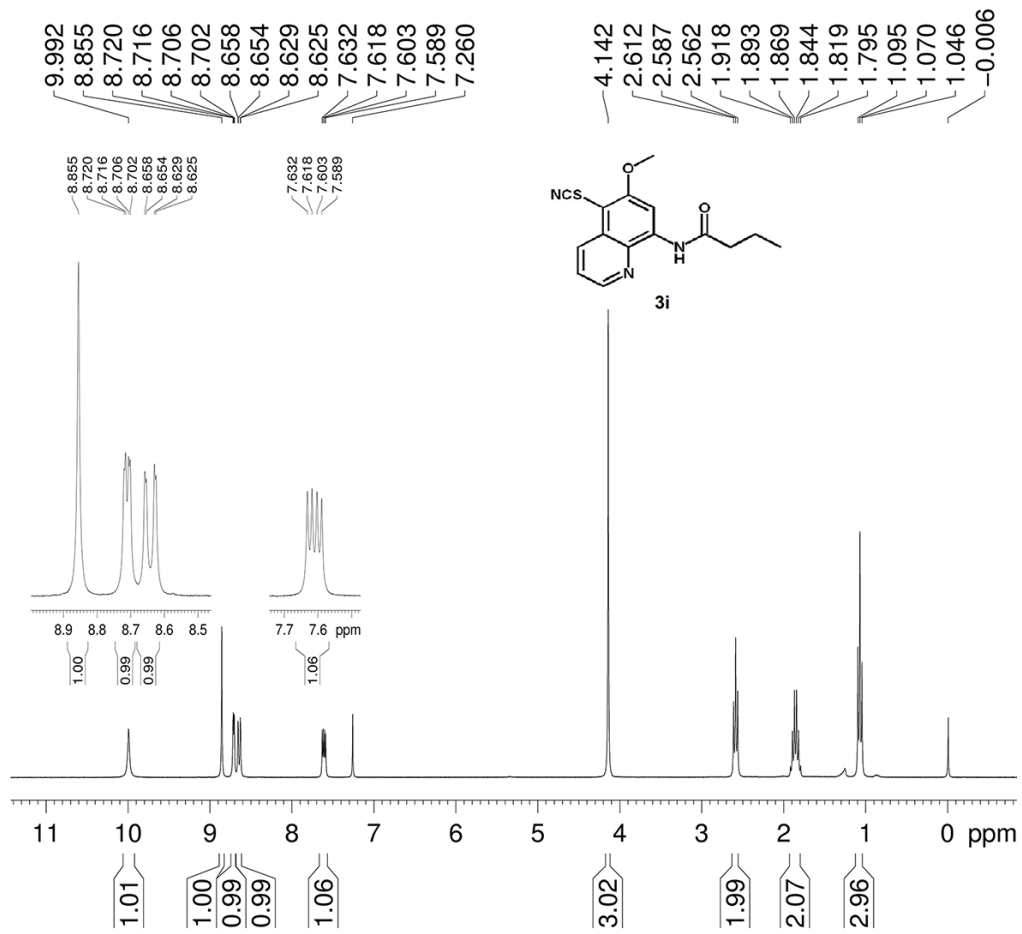 9.992 8.855 8.720 8.716 8.706 8.702 8.658 8.654 8.629 8.625 7.632 7.618 7.603 7.589 7.260 4.142 2.612 2.587 2.562 1.918 1.893 1.869 1.844 1.819 1.795 1.095 1.070 1.046 −0.006
8.855 8.720 8.716 8.706 8.702 8.658 8.654 8.629 8.625 7.632 7.618 7.603 7.589
O
NCS
O
N
H
N
3i
8.9 8.8 8.7 8.6 8.5 7.7 7.6 ppm
1.00 0.99 0.99 1.06
11 10 9 8 7 6 5 4 3 2 1 0 ppm
1.01 1.00 0.99 0.99 1.06 3.02 1.99 2.07 2.96